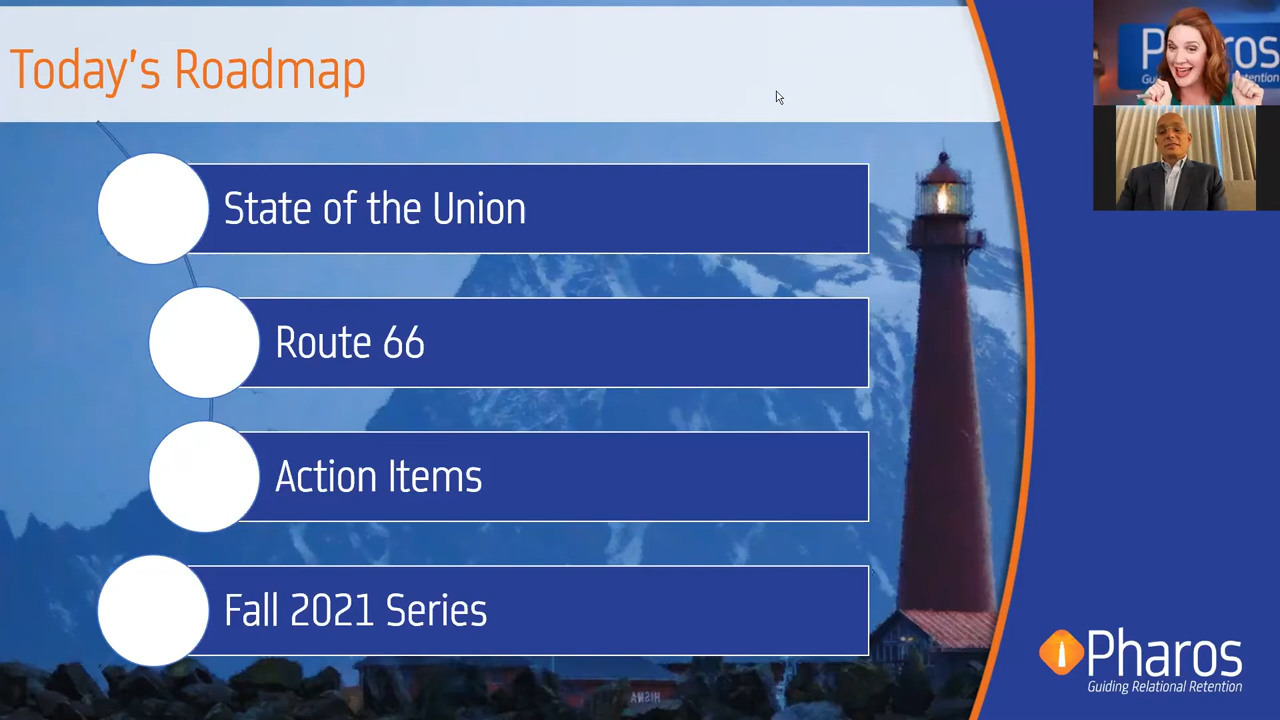 Today's Roadmap
State of the Union
Route 66
Action Items
Fall 2021 Series
Pharos
Guiding Relational Retention